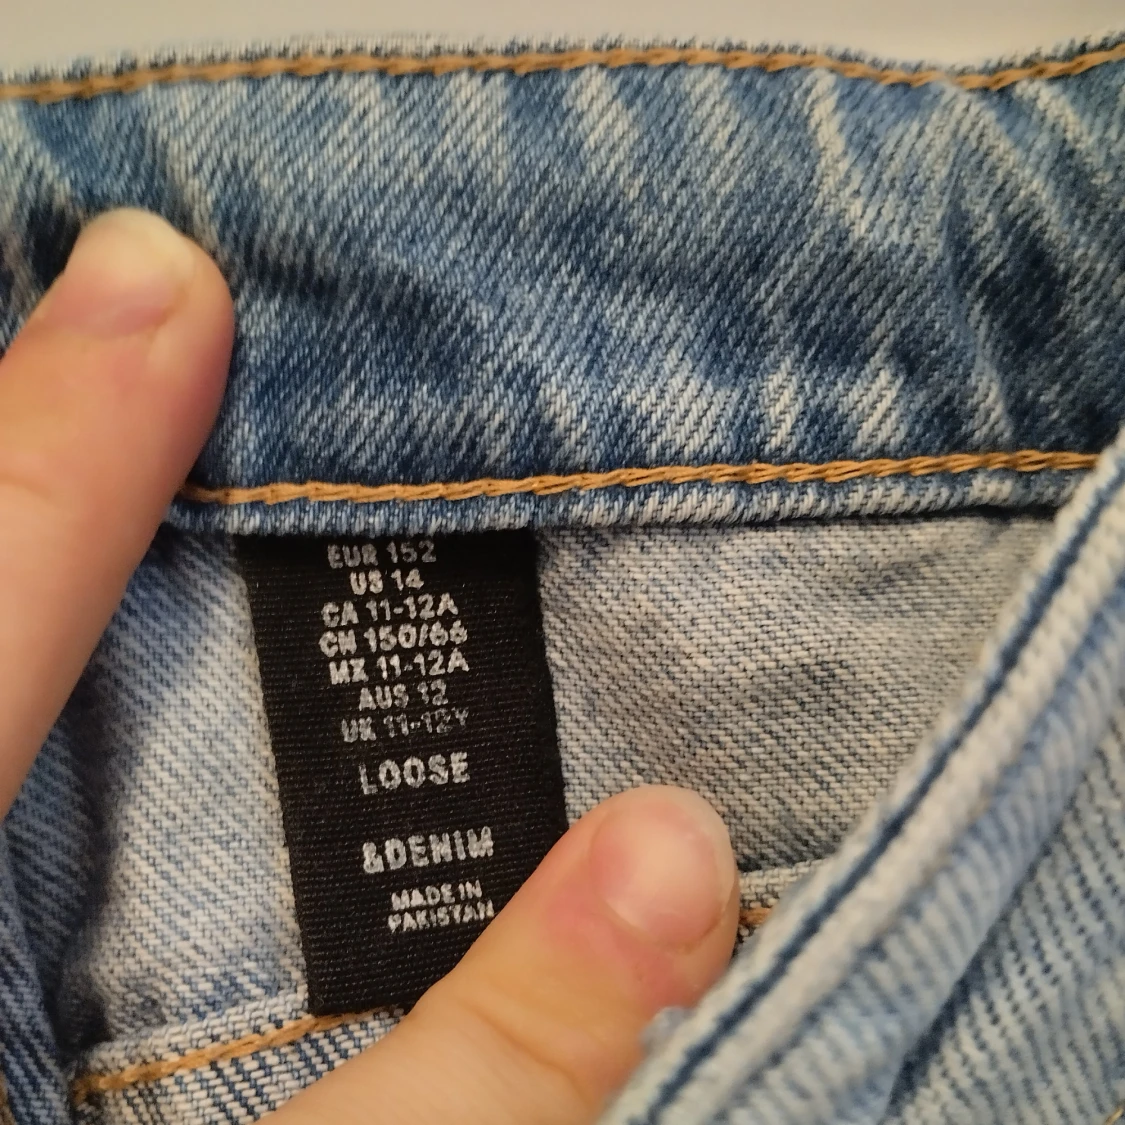 EUR 152
US 14
CA 11-12A
CN 150/66
MX 11-12A
AUS 12
UK 11-12Y
LOOSE
&DENIM
MADE IN
PAKISTAN